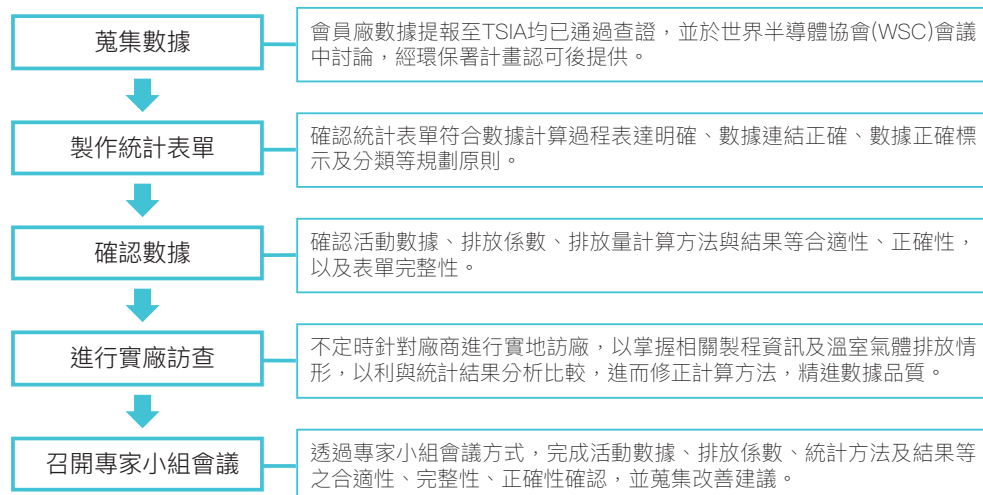 蒐集數據
會員廠數據提報至TSIA均已通過查證，並於世界半導體協會(WSC)會議
中討論，經環保署計畫認可後提供。
製作統計表單
確認統計表單符合數據計算過程表達明確、數據連結正確、數據正確標
示及分類等規劃原則。
確認數據
確認活動數據、排放係數、排放量計算方法與結果等合適性、正確性，
以及表單完整性。
進行實廠訪查
不定時針對廠商進行實地訪廠，以掌握相關製程資訊及溫室氣體排放情
形，以利與統計結果分析比較，進而修正計算方法，精進數據品質。
召開專家小組會議
透過專家小組會議方式，完成活動數據、排放係數、統計方法及結果等
之合適性、完整性、正確性確認，並蒐集改善建議。